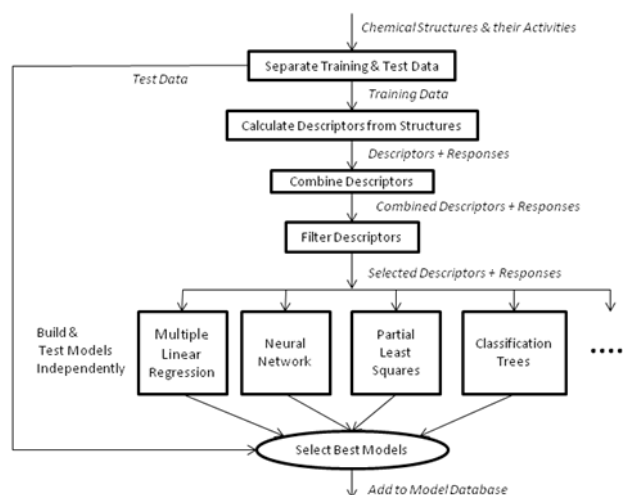 Chemical Structures & their Activities
Separate Training & Test Data
Test Data
Training Data
Calculate Descriptors from Structures
Descriptors + Responses
Combine Descriptors
Combined Descriptors + Responses
Filter Descriptors
Selected Descriptors + Responses
Build &
Test Models
Independently
Multiple
Linear
Regression
Neural
Network
Partial
Least
Squares
Classification
Trees
....
Select Best Models
Add to Model Database